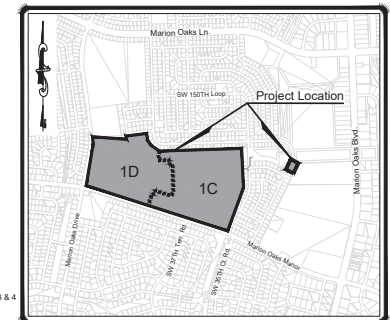 Marion Oaks Ln.
SW 150TH Loop
Project Location
Marion Oaks Blvd
1D
1C
Marion Oaks Drive
SW 37TH Terr. Rd
SW 35TH Ct. Rd.
Marion Oaks Manor
& 4